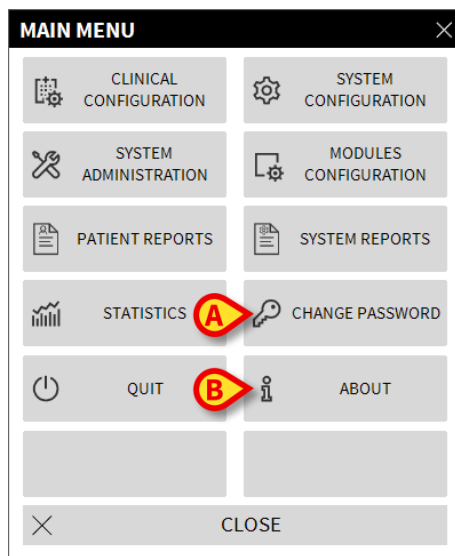 MAIN MENU
CLINICAL
CONFIGURATION
SYSTEM
CONFIGURATION
SYSTEM
ADMINISTRATION
MODULES
CONFIGURATION
PATIENT REPORTS
SYSTEM REPORTS
STATISTICS
A
CHANGE PASSWORD
QUIT
B
ABOUT
CLOSE